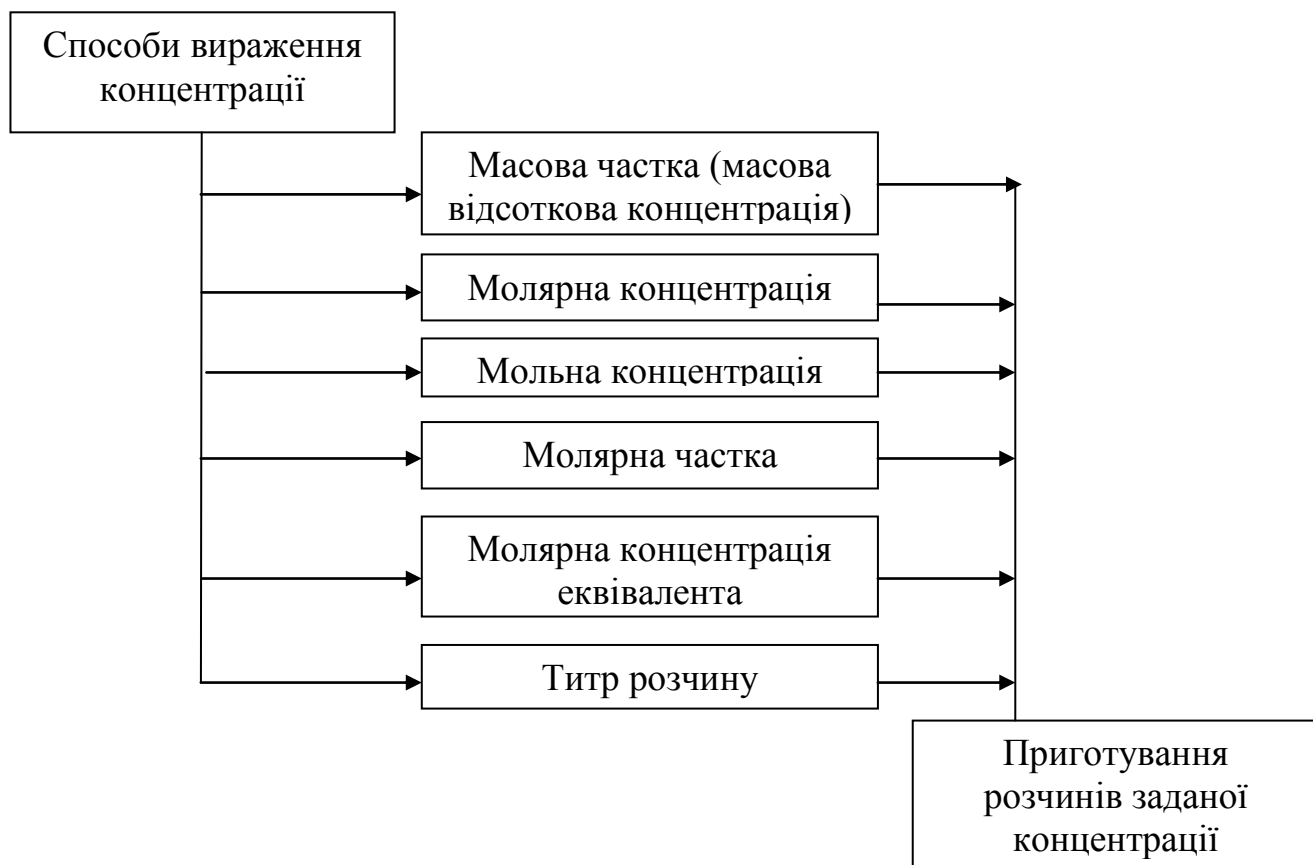 Способи вираження
концентрації
Масова частка (масова
відсоткова концентрація)
Молярна концентрація
Мольна концентрація
Молярна частка
Молярна концентрація
еквівалента
Титр розчину
Приготування
розчинів заданої
концентрації